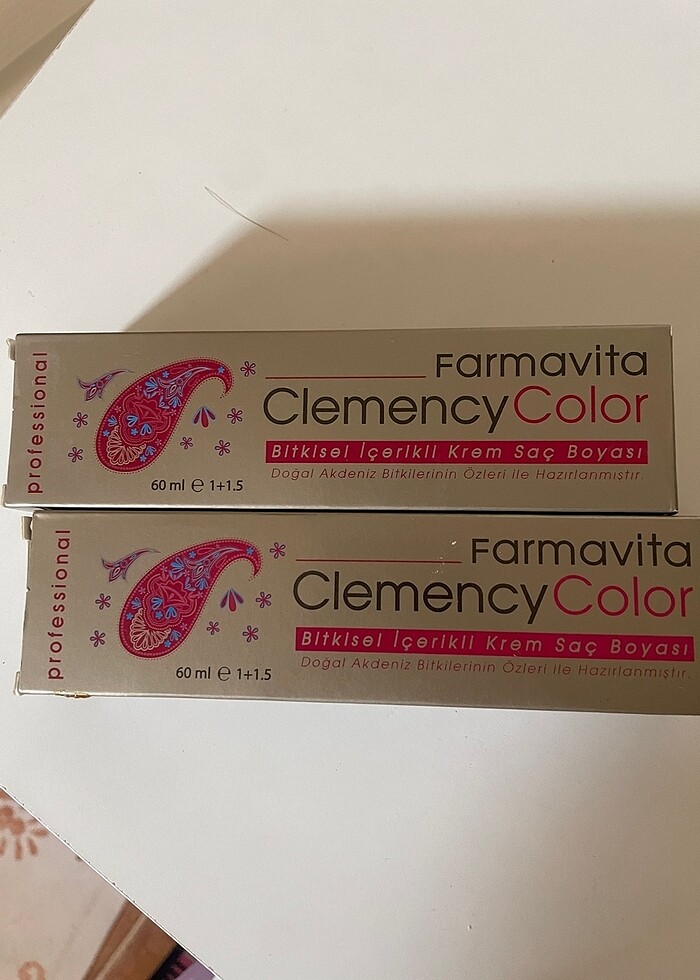 professional
Farmavita
ClemencyColor
Bitkisel İçerikli Krem Saç Boyası
Doğal Akdeniz Bitkilerinin Özleri ile Hazırlanmıştır.
60 ml ℮ 1+1.5
professional
Farmavita
ClemencyColor
Bitkisel İçerikli Krem Saç Boyası
Doğal Akdeniz Bitkilerinin Özleri ile Hazırlanmıştır.
60 ml ℮ 1+1.5